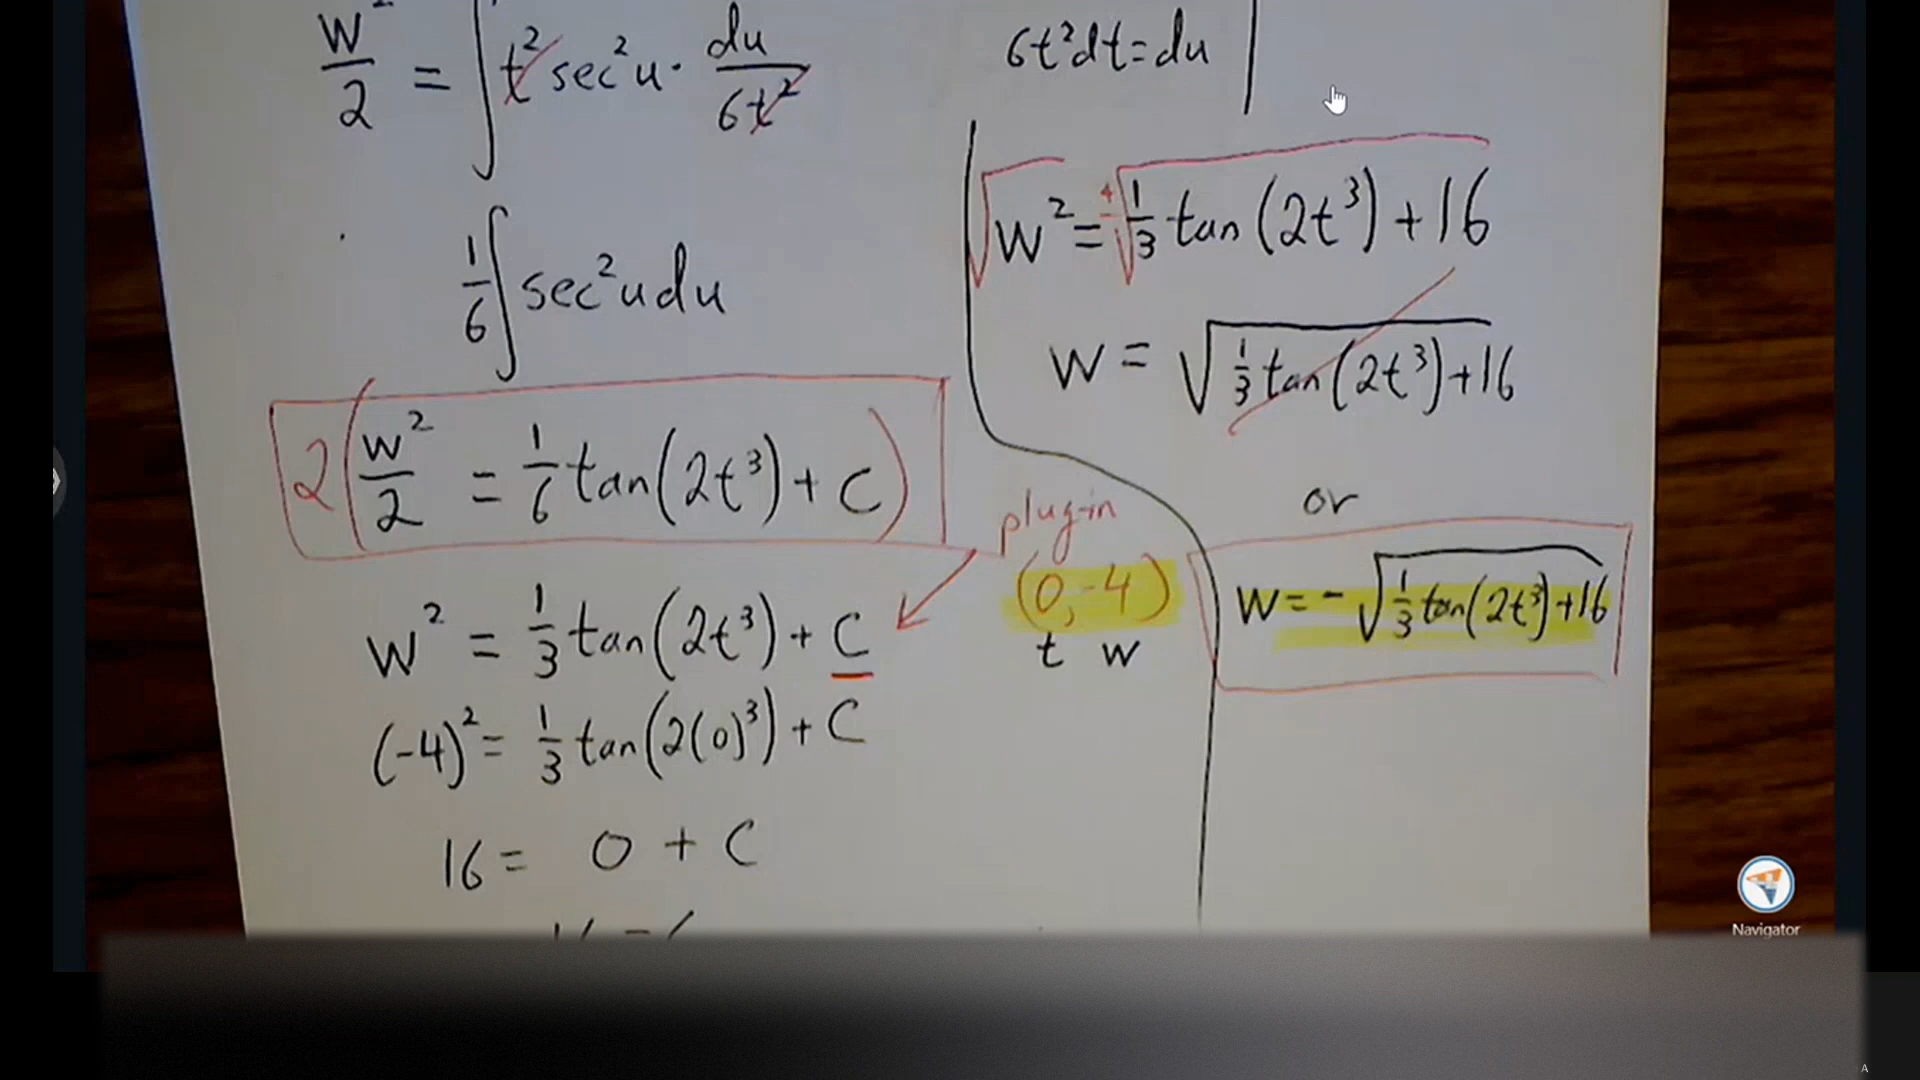 w²/2 = ∫ t² sec²u · du/6t²
6t²dt = du
1/6 ∫ sec²u du
2( w²/2 = 1/6 tan(2t³) + C )
w² = 1/3 tan(2t³) + C
(-4)² = 1/3 tan(2(0)³) + C
16 = 0 + C
plug-in
(0, -4)
t w
√w² = ±√1/3 tan(2t³) + 16
w = √1/3 tan(2t³) + 16
or
w = -√1/3 tan(2t³) + 16
Navigator
A